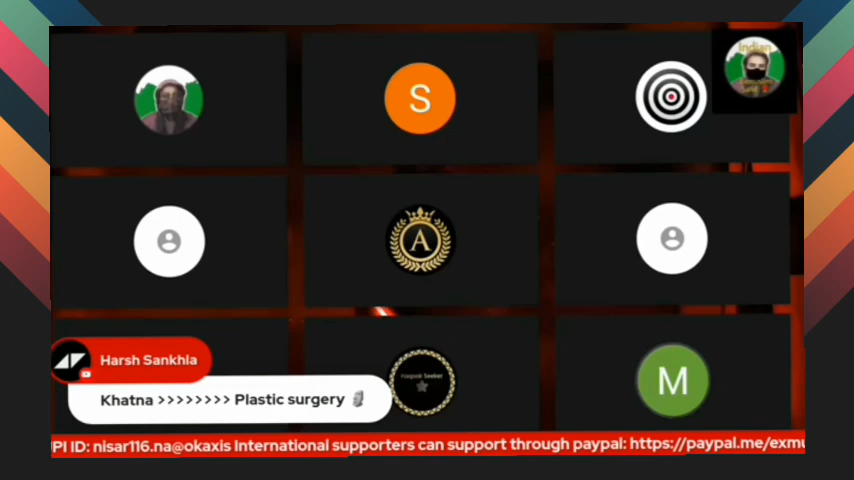 Indian
S
A
Harsh Sankhla
Khatna >>>>>>>> Plastic surgery 🗿
Seeker
M
PI ID: nisar116.na@okaxis International supporters can support through paypal: https://paypal.me/exmu